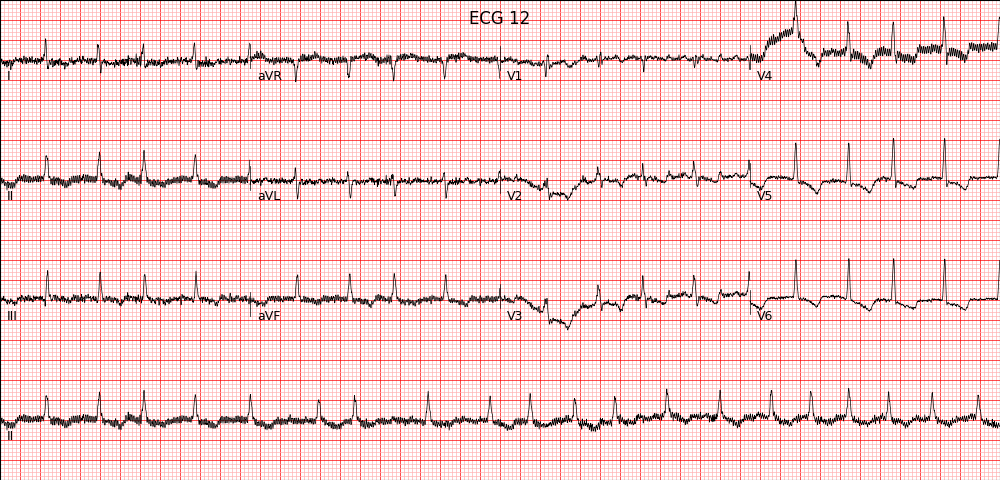 ECG 12
I aVR V1 V4
II aVL V2 V5
III aVF V3 V6
II